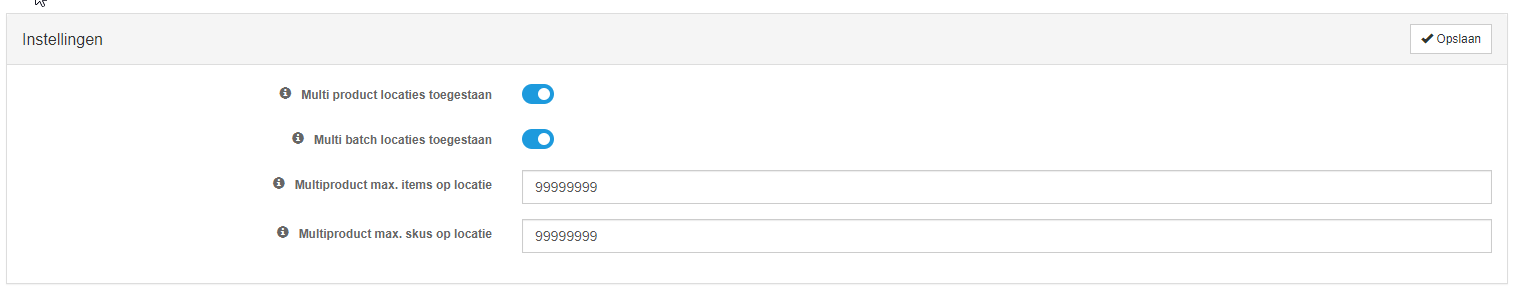 Instellingen
Opslaan
Multi product locaties toegestaan
Multi batch locaties toegestaan
Multiproduct max. items op locatie
99999999
Multiproduct max. skus op locatie
99999999